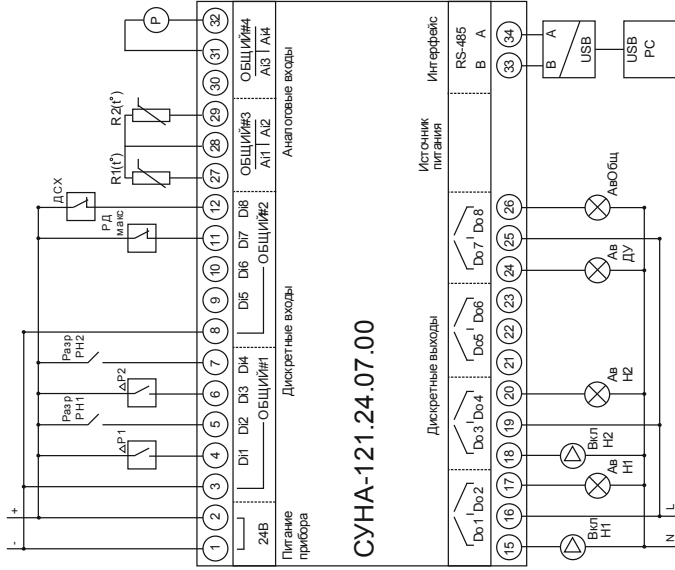 - +
△P1
Разр РН1
△P2
Разр РН2
РД макс
ДСХ
R1(t°)
R2(t°)
P
1 2 3 4 5 6 7 8 9 10 11 12 27 28 29 30 31 32
24В
Di1 Di2 Di3 Di4
ОБЩИЙ#1
Di5 Di6 Di7 Di8
ОБЩИЙ#2
ОБЩИЙ#3
Ai1 Ai2
ОБЩИЙ#4
Ai3 Ai4
Питание прибора
Дискретные входы
Аналоговые входы
СУНА-121.24.07.00
Дискретные выходы
Источник питания
Интерфейс
Do1 Do2
Do3 Do4
Do5 Do6
Do7 Do8
RS-485
B A
15 16 17 18 19 20 21 22 23 24 25 26 33 34
Вкл Н1
Ав Н1
Вкл Н2
Ав Н2
Ав ДУ
АвОбщ
B A
USB
USB
PC
N L